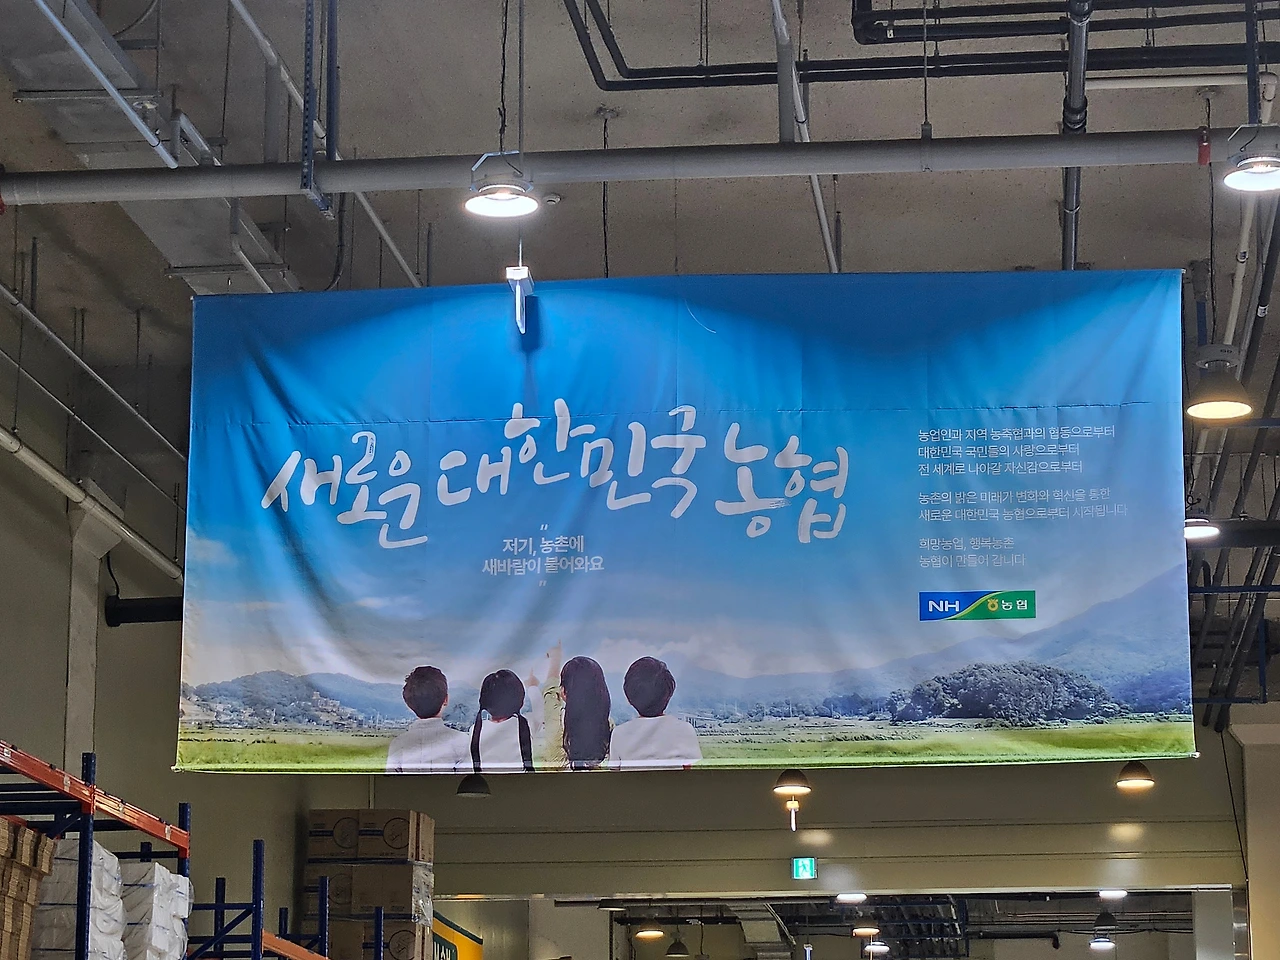 새로운 대한민국 농협
"
저기, 농촌에
새바람이 불어와요
"
농업인과 지역 농축협과의 협동으로부터
대한민국 국민들의 사랑으로부터
전 세계로 나아갈 자신감으로부터
농촌의 밝은 미래가 변화와 혁신을 통한
새로운 대한민국 농협으로부터 시작됩니다
희망농업, 행복농촌
농협이 만들어 갑니다
NH 농협